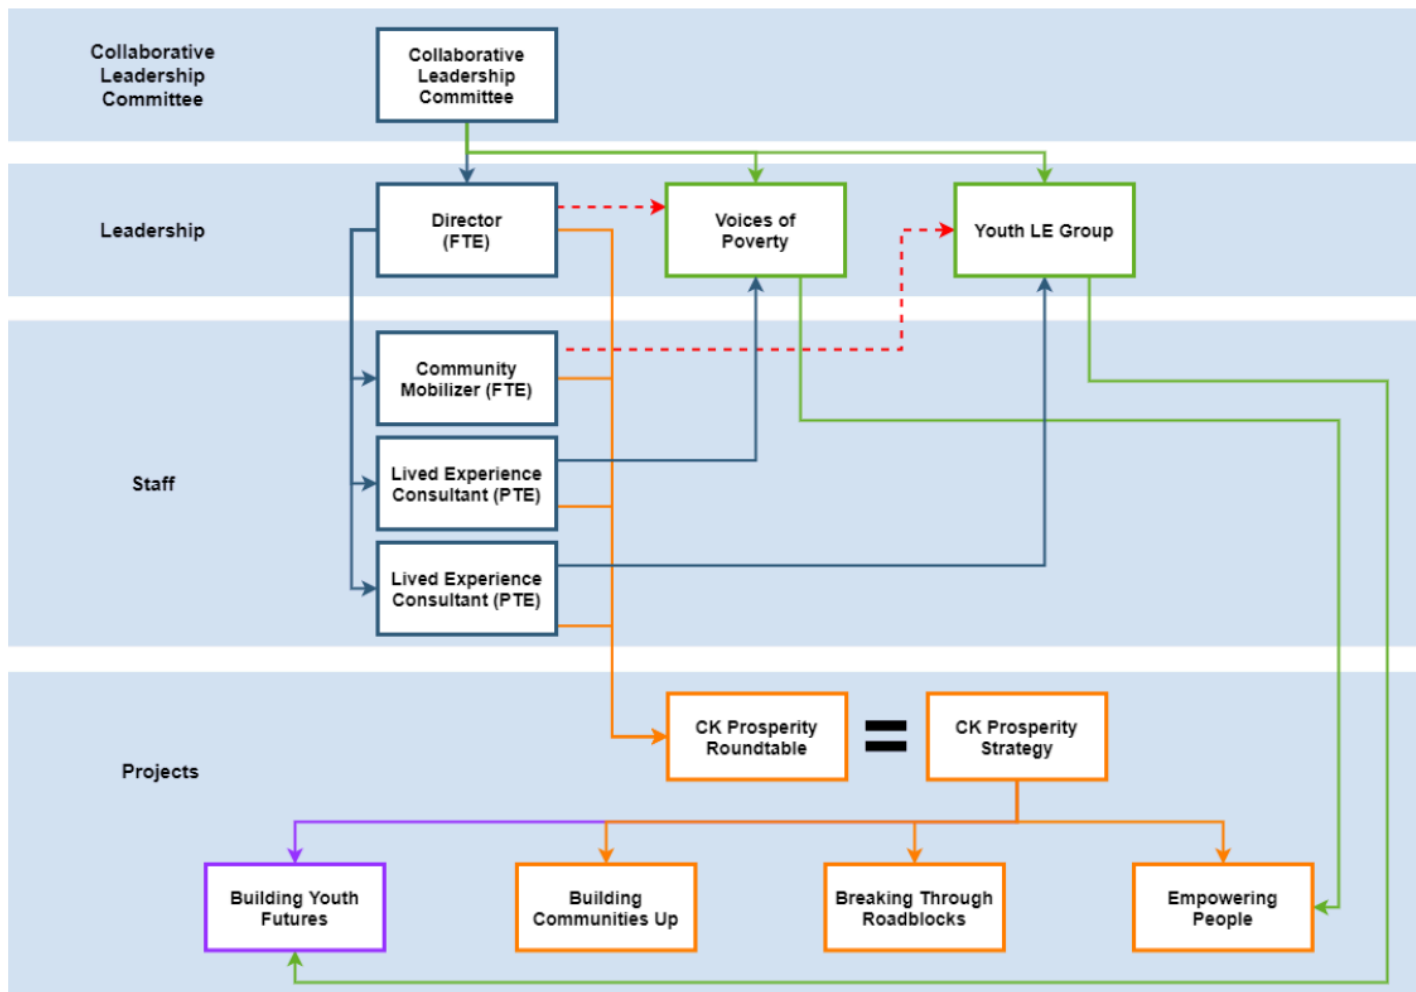 Collaborative
Leadership
Committee
Collaborative
Leadership
Committee
Leadership
Director
(FTE)
Voices of
Poverty
Youth LE Group
Staff
Community
Mobilizer (FTE)
Lived Experience
Consultant (PTE)
Lived Experience
Consultant (PTE)
Projects
CK Prosperity
Roundtable
=
CK Prosperity
Strategy
Building Youth
Futures
Building
Communities Up
Breaking Through
Roadblocks
Empowering
People